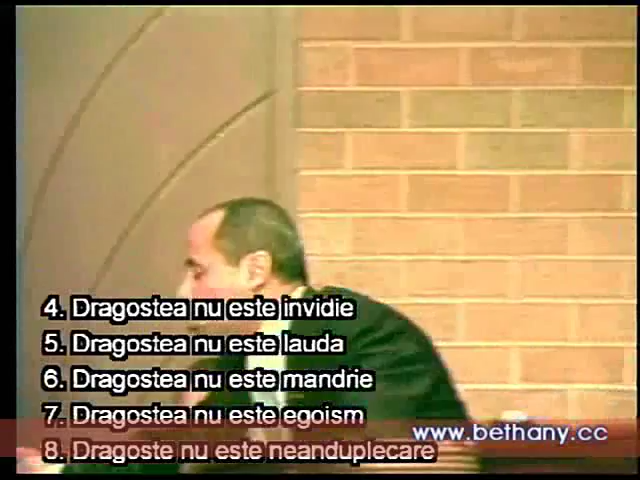 4. Dragostea nu este invidie
5. Dragostea nu este lauda
6. Dragostea nu este mandrie
7. Dragostea nu este egoism
www.bethany.cc
8. Dragoste nu este neanduplecare